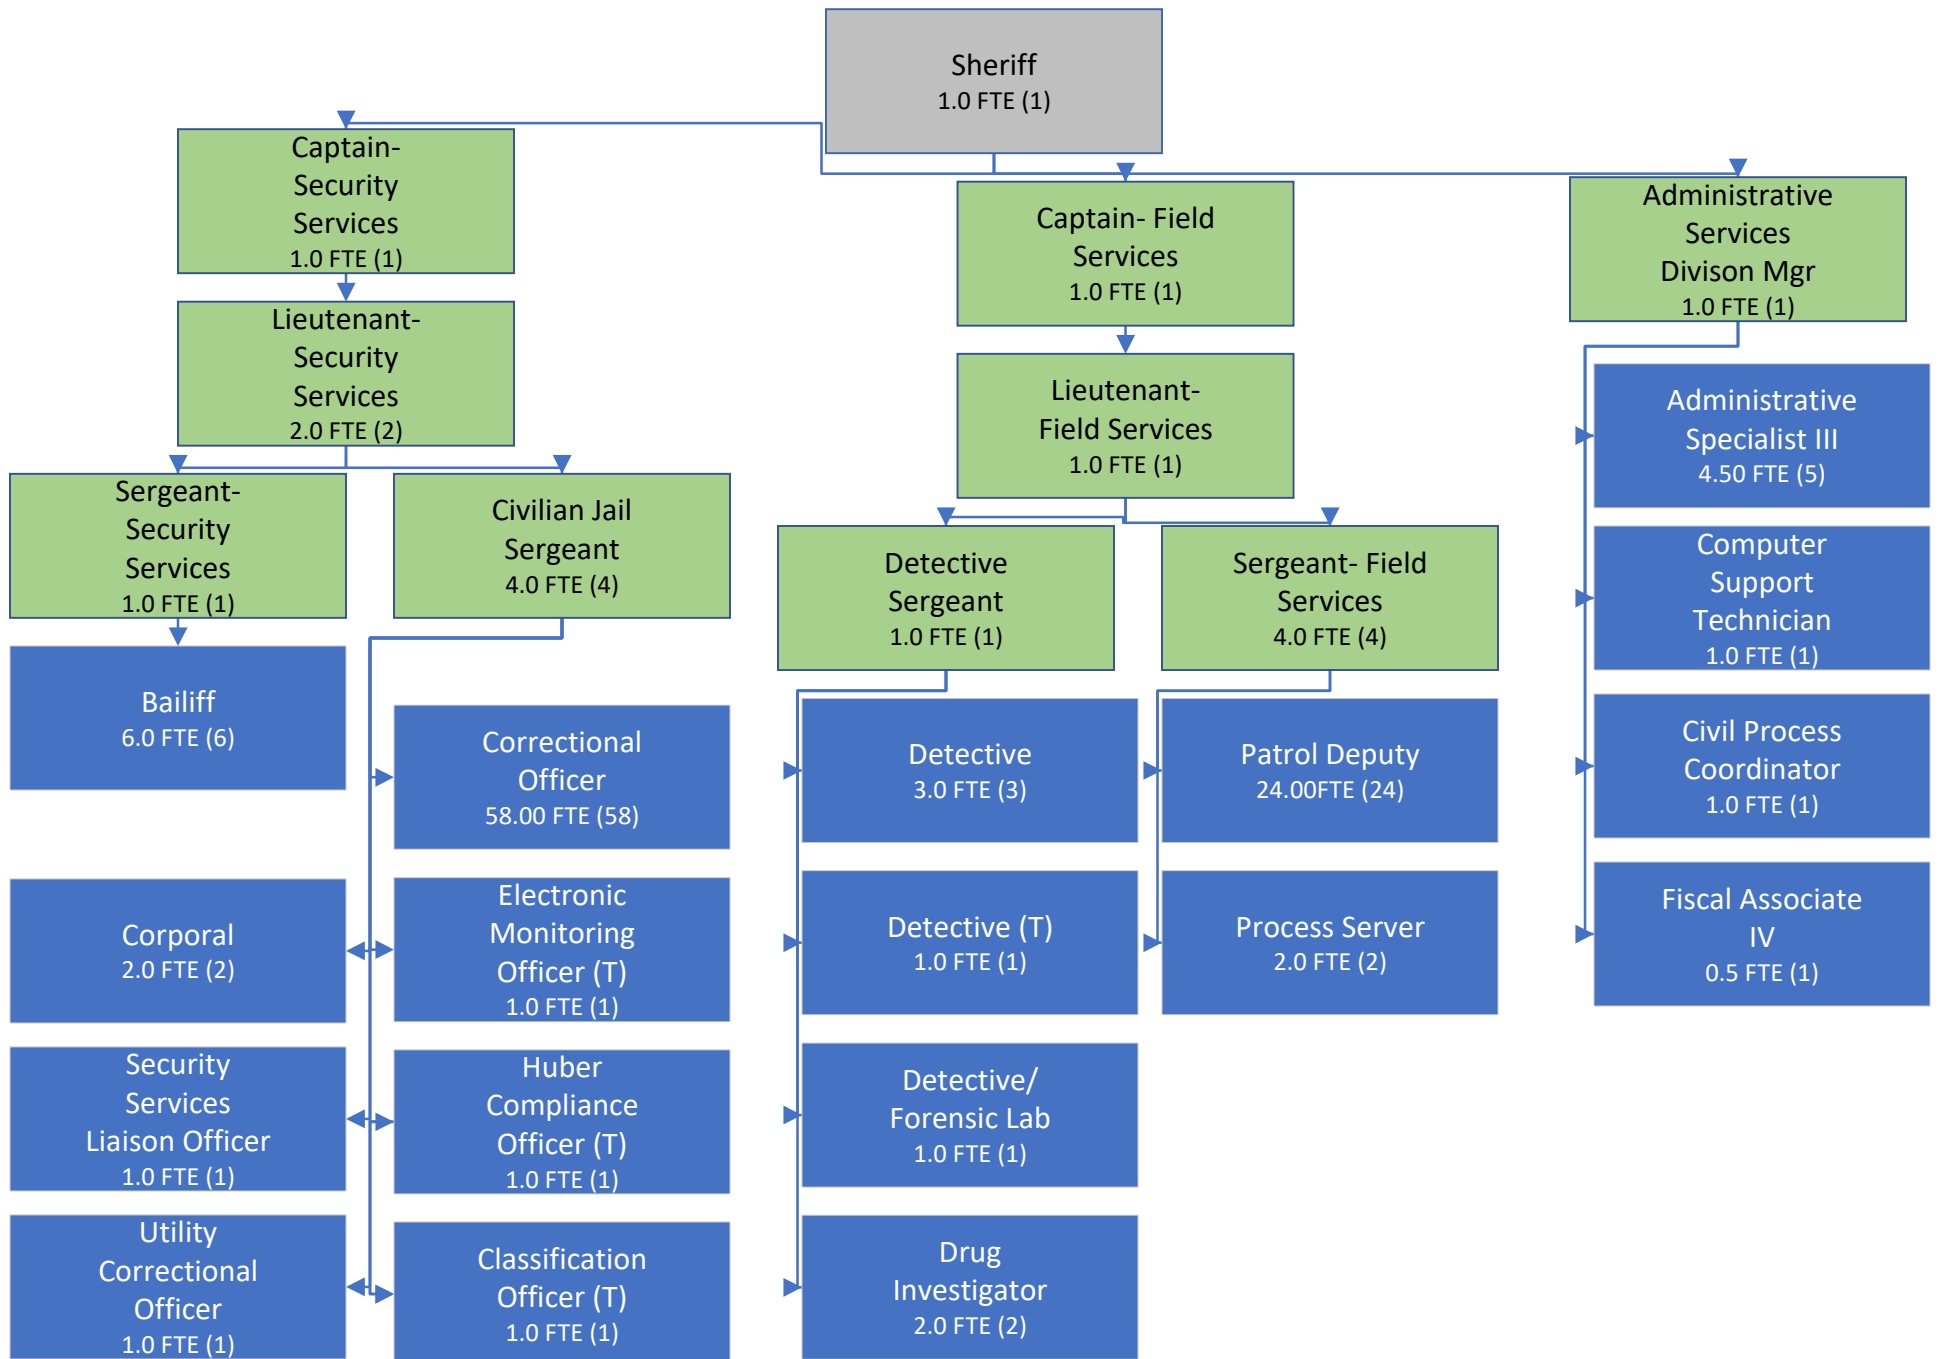 Sheriff
1.0 FTE (1)
Captain-
Security
Services
1.0 FTE (1)
Lieutenant-
Security
Services
2.0 FTE (2)
Sergeant-
Security
Services
1.0 FTE (1)
Civilian Jail
Sergeant
4.0 FTE (4)
Bailiff
6.0 FTE (6)
Correctional
Officer
58.00 FTE (58)
Corporal
2.0 FTE (2)
Electronic
Monitoring
Officer (T)
1.0 FTE (1)
Security
Services
Liaison Officer
1.0 FTE (1)
Huber
Compliance
Officer (T)
1.0 FTE (1)
Utility
Correctional
Officer
1.0 FTE (1)
Classification
Officer (T)
1.0 FTE (1)
Captain- Field
Services
1.0 FTE (1)
Lieutenant-
Field Services
1.0 FTE (1)
Detective
Sergeant
1.0 FTE (1)
Sergeant- Field
Services
4.0 FTE (4)
Detective
3.0 FTE (3)
Patrol Deputy
24.00FTE (24)
Detective (T)
1.0 FTE (1)
Process Server
2.0 FTE (2)
Detective/
Forensic Lab
1.0 FTE (1)
Drug
Investigator
2.0 FTE (2)
Administrative
Services
Divison Mgr
1.0 FTE (1)
Administrative
Specialist III
4.50 FTE (5)
Computer
Support
Technician
1.0 FTE (1)
Civil Process
Coordinator
1.0 FTE (1)
Fiscal Associate
IV
0.5 FTE (1)